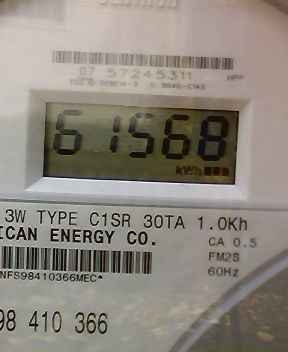 07 57245311 HPP
61568
kWh
3W TYPE C1SR 30TA 1.0Kh
ICAN ENERGY CO.
CA 0.5
FM2S
NFS98410366MEC*
60Hz
98 410 366